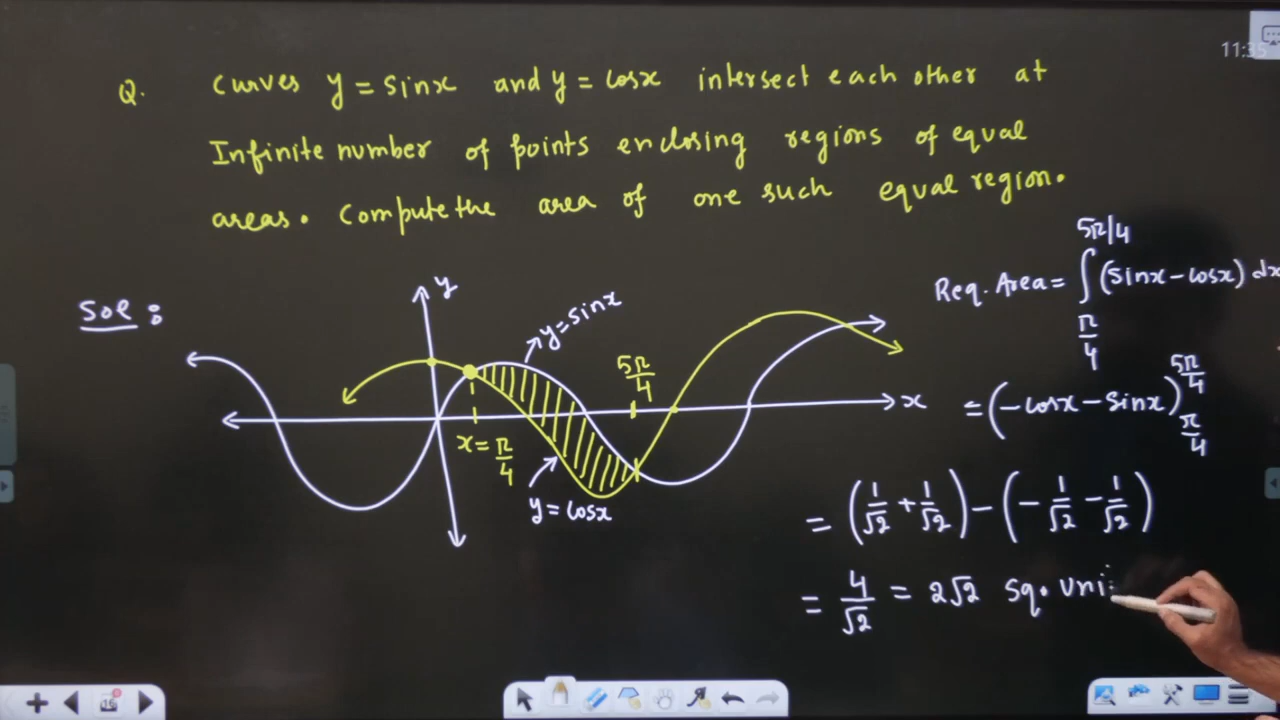 11:35
Q. Curves y = sinx and y = cosx intersect each other at
Infinite number of points enclosing regions of equal
areas. Compute the area of one such equal region.
Sol:
y
y=sinx
5π/4
x
x=π/4
y=cosx
Req. Area = ∫_{π/4}^{5π/4} (sinx-cosx) dx
= (-cosx - sinx)_{π/4}^{5π/4}
= (1/√2 + 1/√2) - (-1/√2 - 1/√2)
= 4/√2 = 2√2 sq. uni
15